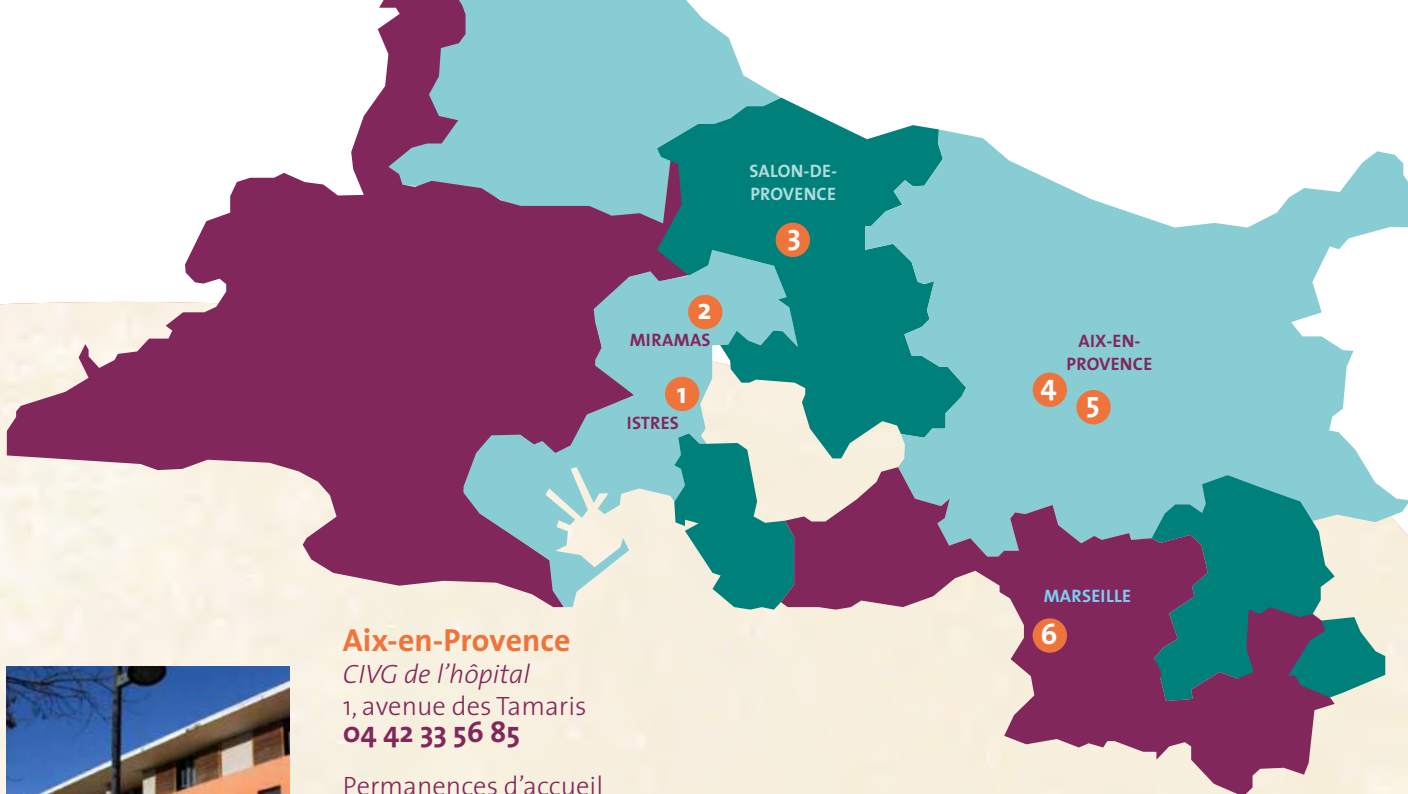 SALON-DE-
PROVENCE
3
2
MIRAMAS
1
ISTRES
AIX-EN-
PROVENCE
4
5
MARSEILLE
6
Aix-en-Provence
CIVG de l'hôpital
1, avenue des Tamaris
04 42 33 56 85
Permanences d'accueil